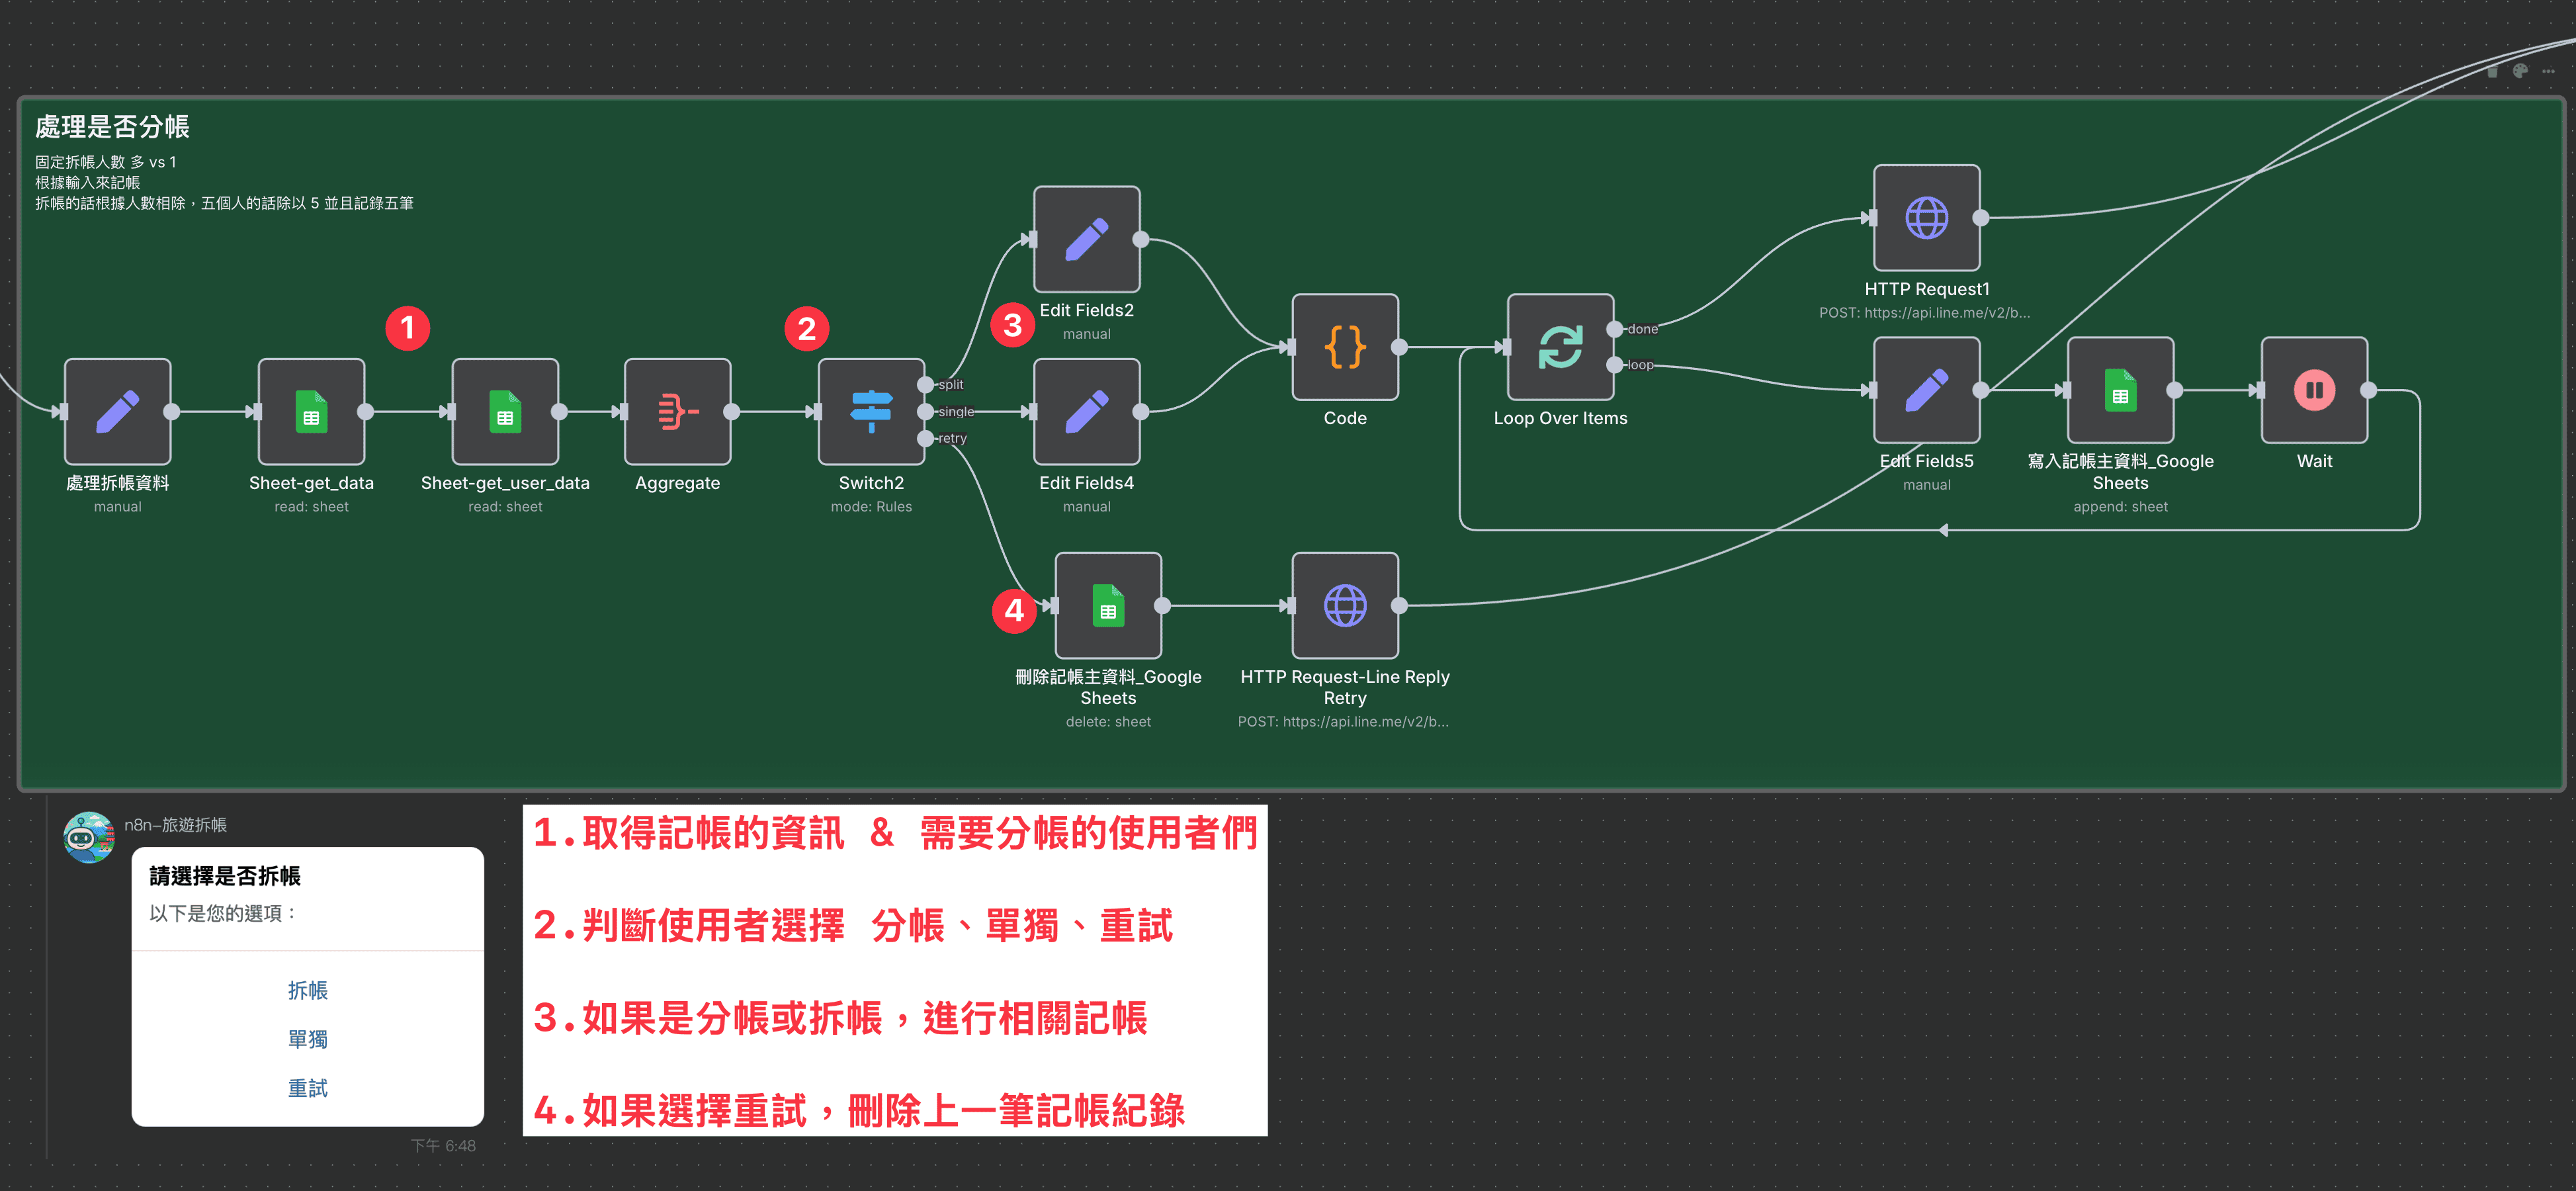 處理是否分帳
固定拆帳人數 多 vs 1
根據輸入來記帳
拆帳的話根據人數相除，五個人的話除以 5 並且記錄五筆
1
2
3
4
處理拆帳資料
manual
Sheet-get_data
read: sheet
Sheet-get_user_data
read: sheet
Aggregate
Switch2
mode: Rules
split
single
retry
Edit Fields2
manual
Edit Fields4
manual
Code
Loop Over Items
done
loop
HTTP Request1
POST: https://api.line.me/v2/b...
Edit Fields5
manual
寫入記帳主資料_Google
Sheets
append: sheet
Wait
刪除記帳主資料_Google
Sheets
delete: sheet
HTTP Request-Line Reply
Retry
POST: https://api.line.me/v2/b...
n8n–旅遊拆帳
請選擇是否拆帳
以下是您的選項：
拆帳
單獨
重試
下午 6:48
1.取得記帳的資訊 & 需要分帳的使用者們
2.判斷使用者選擇 分帳、單獨、重試
3.如果是分帳或拆帳，進行相關記帳
4.如果選擇重試，刪除上一筆記帳紀錄